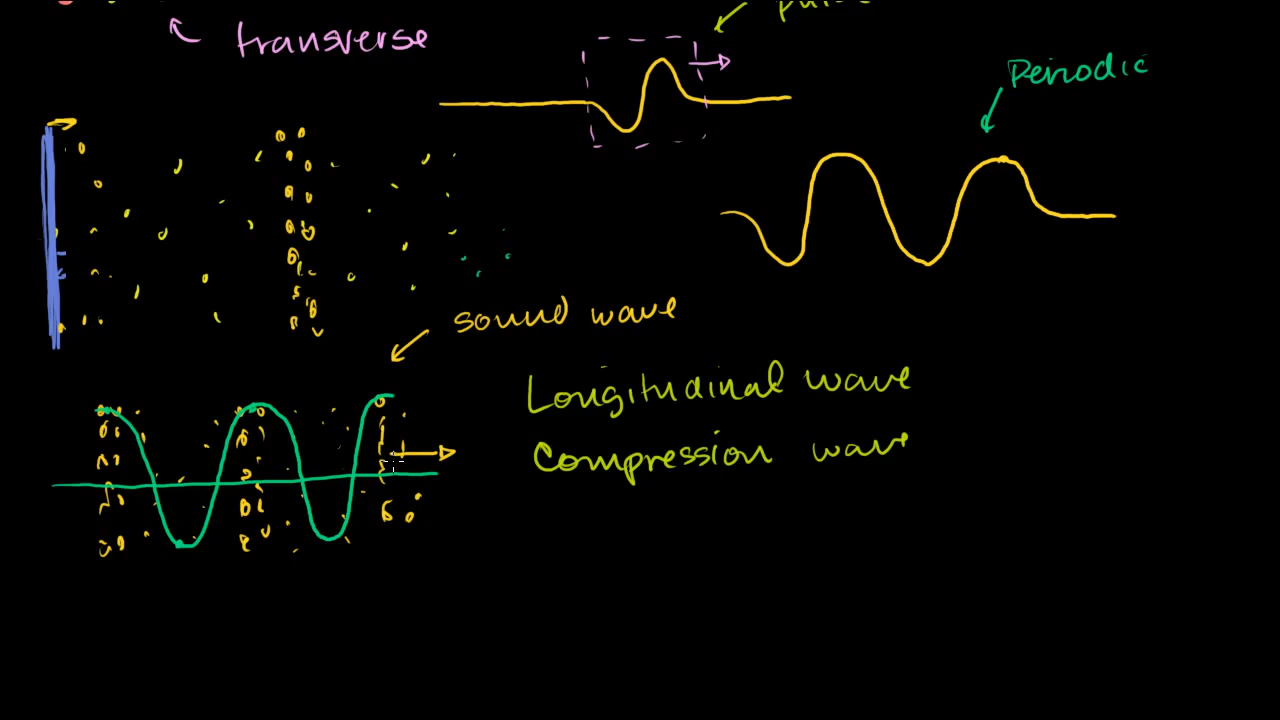 transverse
Periodic
sound wave
Longitudinal wave
compression wave